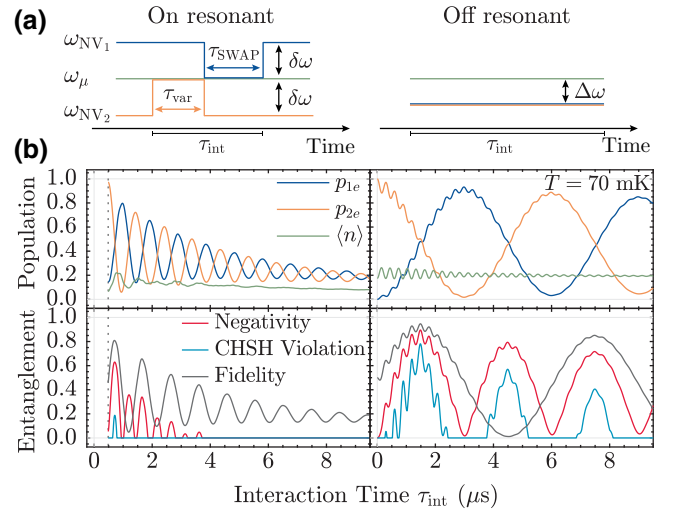 (a) On resonant Off resonant
ω_NV₁
τ_SWAP
δω
ω_μ
τ_var
δω
Δω
ω_NV₂
τ_int Time τ_int Time
(b)
1.0
0.8
0.6
0.4
0.2
0.0
Population
p_1e
p_2e
⟨n⟩
T = 70 mK
1.0
0.8
0.6
0.4
0.2
0.0
Entanglement
Negativity
CHSH Violation
Fidelity
0 2 4 6 8 0 2 4 6 8
Interaction Time τ_int (μs)